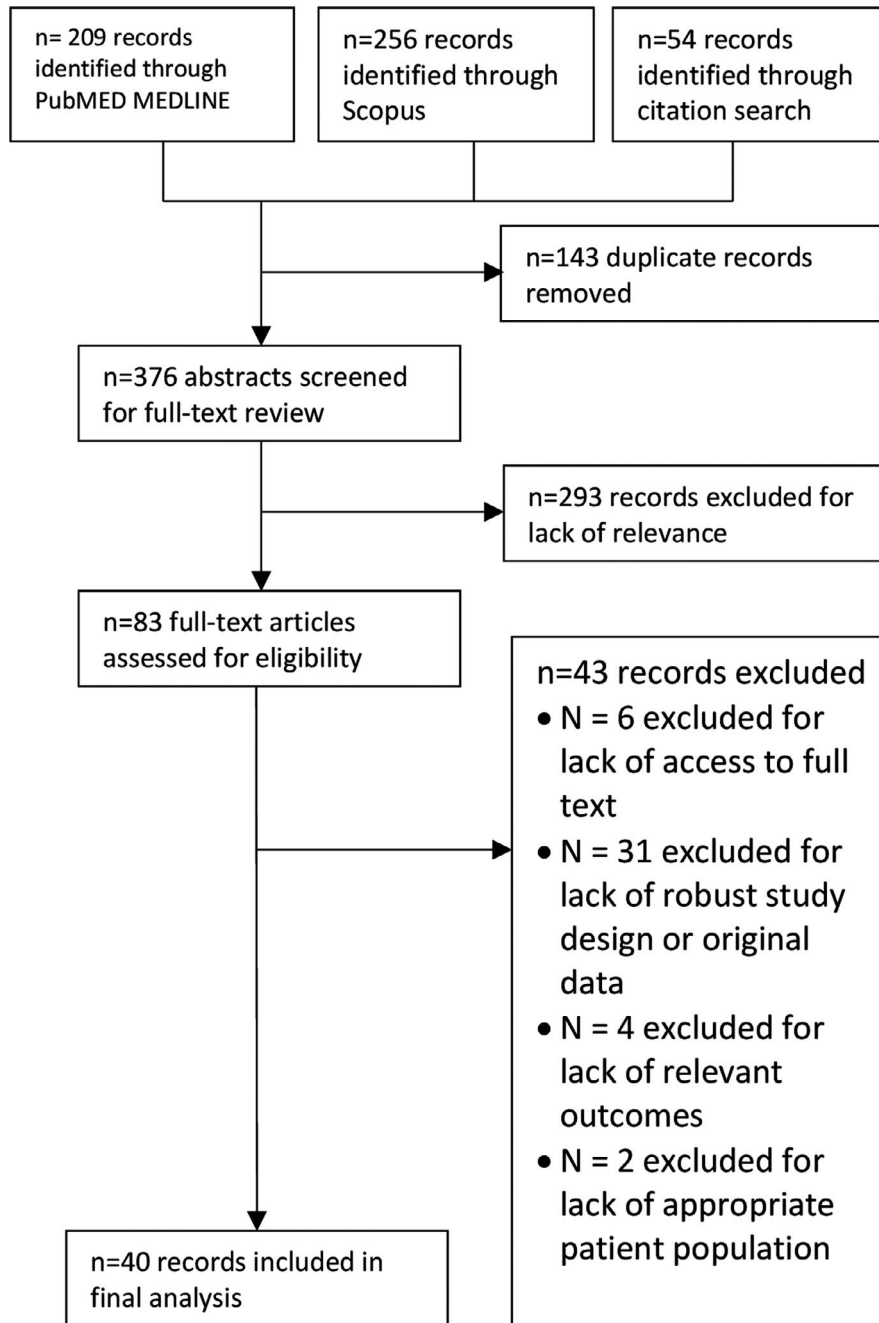 n= 209 records
identified through
PubMED MEDLINE
n=256 records
identified through
Scopus
n=54 records
identified through
citation search
n=143 duplicate records
removed
n=376 abstracts screened
for full-text review
n=293 records excluded for
lack of relevance
n=83 full-text articles
assessed for eligibility
n=43 records excluded
• N = 6 excluded for
lack of access to full
text
• N = 31 excluded for
lack of robust study
design or original
data
• N = 4 excluded for
lack of relevant
outcomes
• N = 2 excluded for
lack of appropriate
patient population
n=40 records included in
final analysis